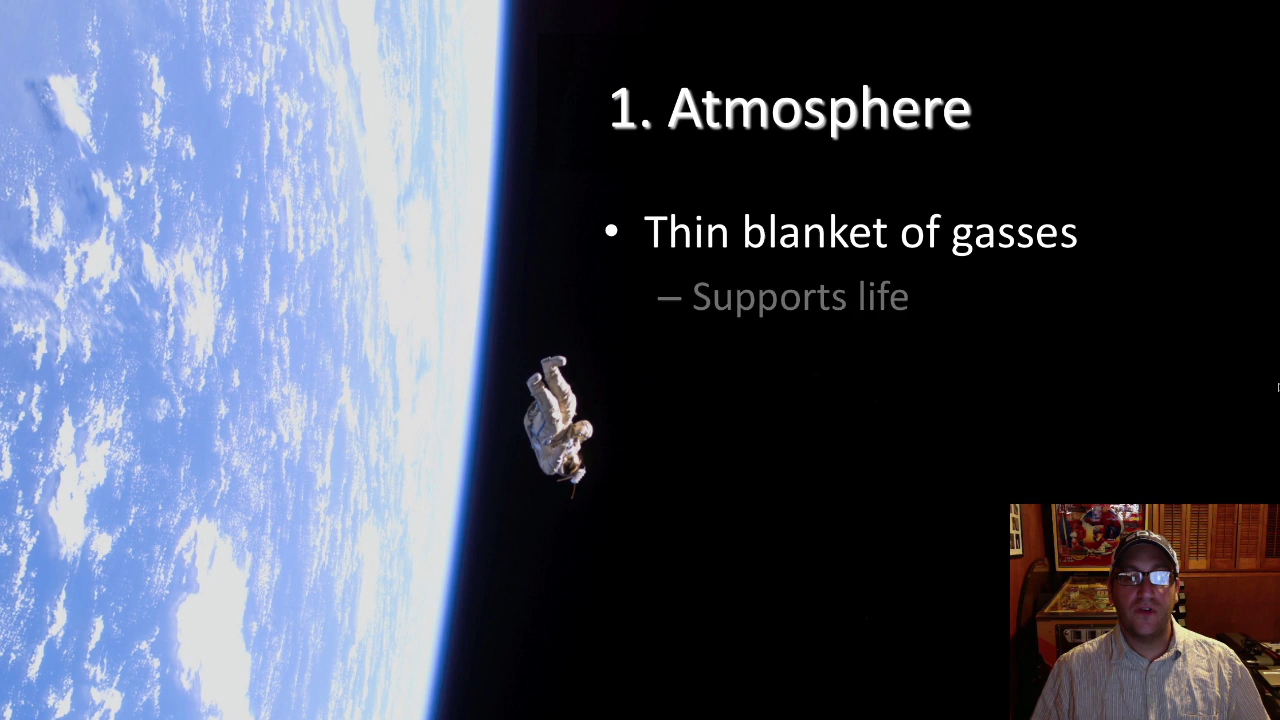 1. Atmosphere
• Thin blanket of gasses
– Supports life